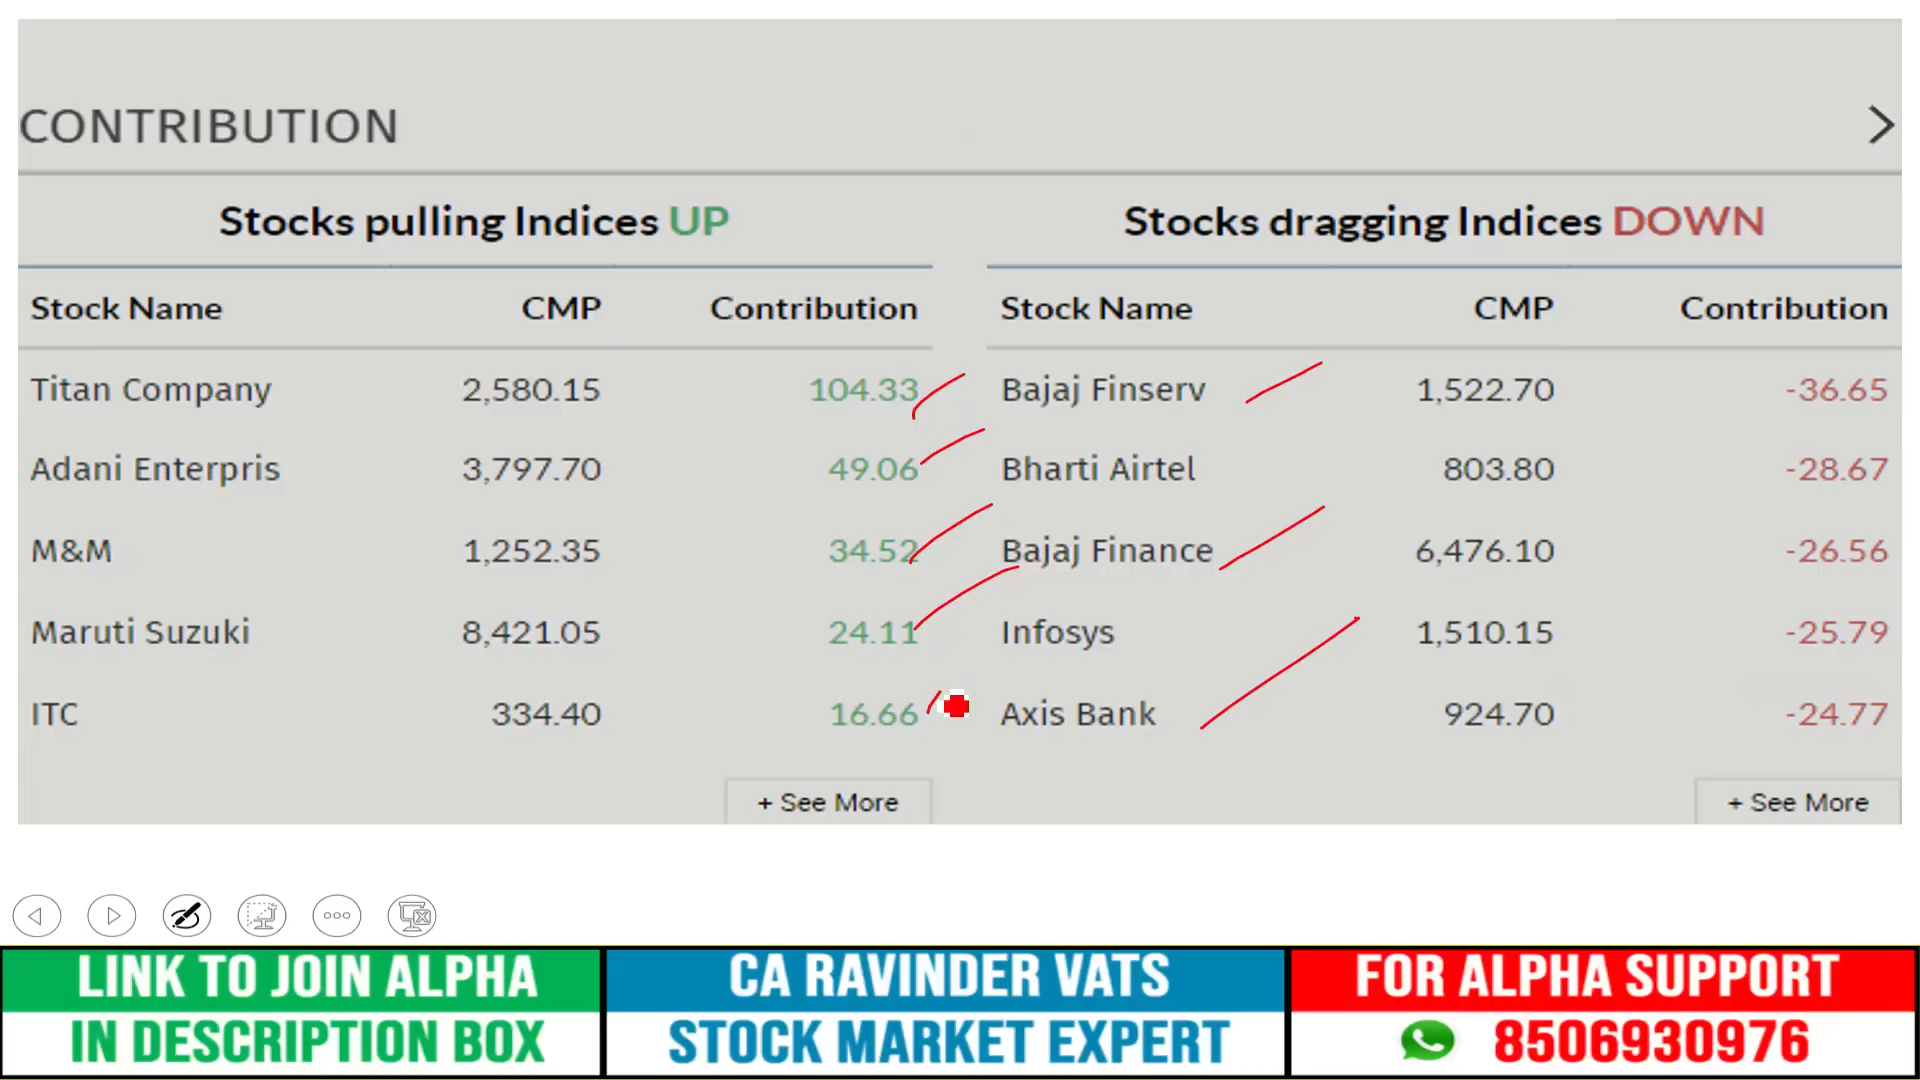 CONTRIBUTION
Stocks pulling Indices UP
Stock Name CMP Contribution
Titan Company 2,580.15 104.33
Adani Enterpris 3,797.70 49.06
M&M 1,252.35 34.52
Maruti Suzuki 8,421.05 24.11
ITC 334.40 16.66
+ See More
Stocks dragging Indices DOWN
Stock Name CMP Contribution
Bajaj Finserv 1,522.70 -36.65
Bharti Airtel 803.80 -28.67
Bajaj Finance 6,476.10 -26.56
Infosys 1,510.15 -25.79
Axis Bank 924.70 -24.77
+ See More
LINK TO JOIN ALPHA
IN DESCRIPTION BOX
CA RAVINDER VATS
STOCK MARKET EXPERT
FOR ALPHA SUPPORT
8506930976